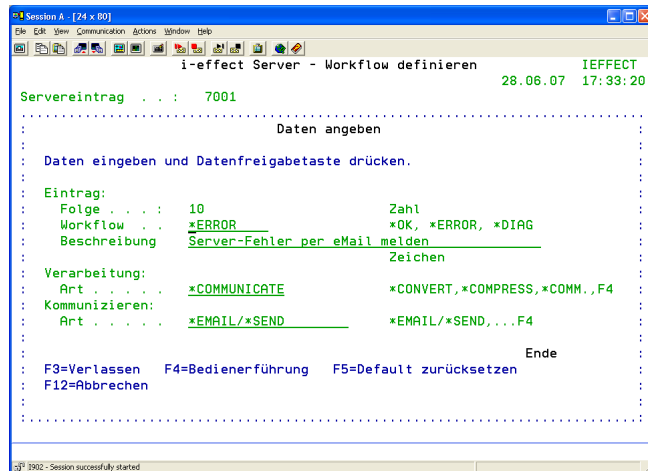 Session A - [24 x 80]
File Edit View Communication Actions Window Help
i-effect Server - Workflow definieren IEFFECT
28.06.07 17:33:20
Servereintrag . . : 7001
Daten angeben
Daten eingeben und Datenfreigabetaste drücken.
Eintrag:
Folge . . . : 10 Zahl
Workflow . . *ERROR *OK, *ERROR, *DIAG
Beschreibung Server-Fehler per eMail melden
Zeichen
Verarbeitung:
Art . . . . . *COMMUNICATE *CONVERT,*COMPRESS,*COMM.,F4
Kommunizieren:
Art . . . . . *EMAIL/*SEND *EMAIL/*SEND,...F4
Ende
F3=Verlassen F4=Bedienerführung F5=Default zurücksetzen
F12=Abbrechen
I902 - Session successfully started